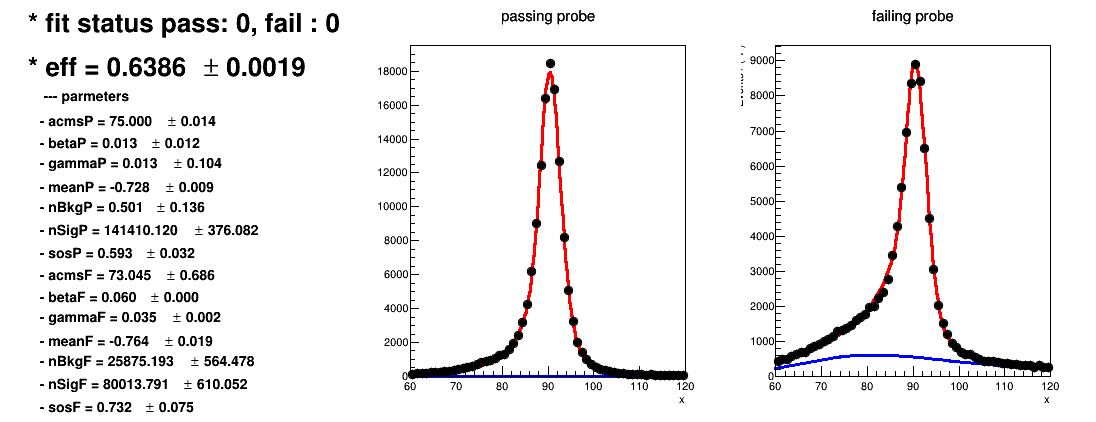 * fit status pass: 0, fail : 0
* eff = 0.6386 ± 0.0019
--- parmeters
- acmsP = 75.000 ± 0.014
- betaP = 0.013 ± 0.012
- gammaP = 0.013 ± 0.104
- meanP = -0.728 ± 0.009
- nBkgP = 0.501 ± 0.136
- nSigP = 141410.120 ± 376.082
- sosP = 0.593 ± 0.032
- acmsF = 73.045 ± 0.686
- betaF = 0.060 ± 0.000
- gammaF = 0.035 ± 0.002
- meanF = -0.764 ± 0.019
- nBkgF = 25875.193 ± 564.478
- nSigF = 80013.791 ± 610.052
- sosF = 0.732 ± 0.075
passing probe
18000
16000
14000
12000
10000
8000
6000
4000
2000
0
60 70 80 90 100 110 120
x
failing probe
9000
8000
7000
6000
5000
4000
3000
2000
1000
0
60 70 80 90 100 110 120
x